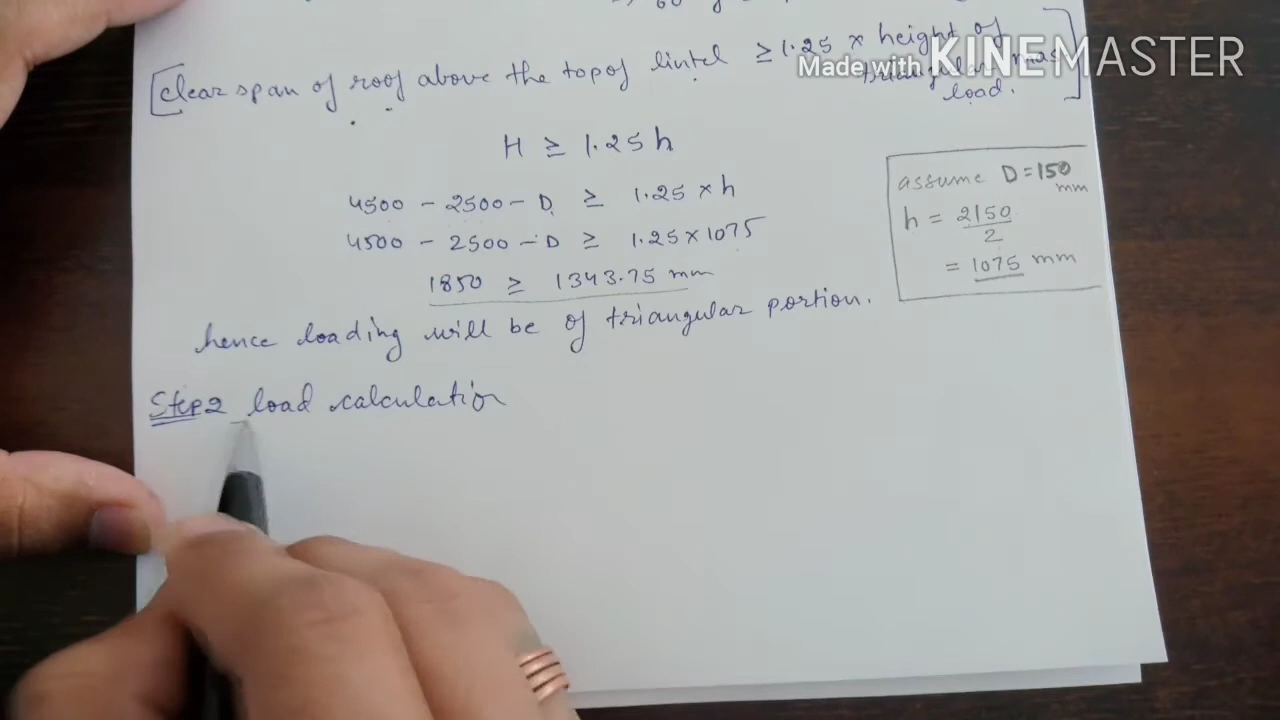 [clear span of roof above the top of lintel ≥ 1.25 × height of
triangular mas
load.]
Made with KINEMASTER
H ≥ 1.25 h
4500 - 2500 - D ≥ 1.25 × h
4500 - 2500 - D ≥ 1.25 × 1075
1850 ≥ 1343.75 mm
assume D = 150
mm
h = 2150
2
= 1075 mm
hence loading will be of triangular portion.
Step 2 load calculation